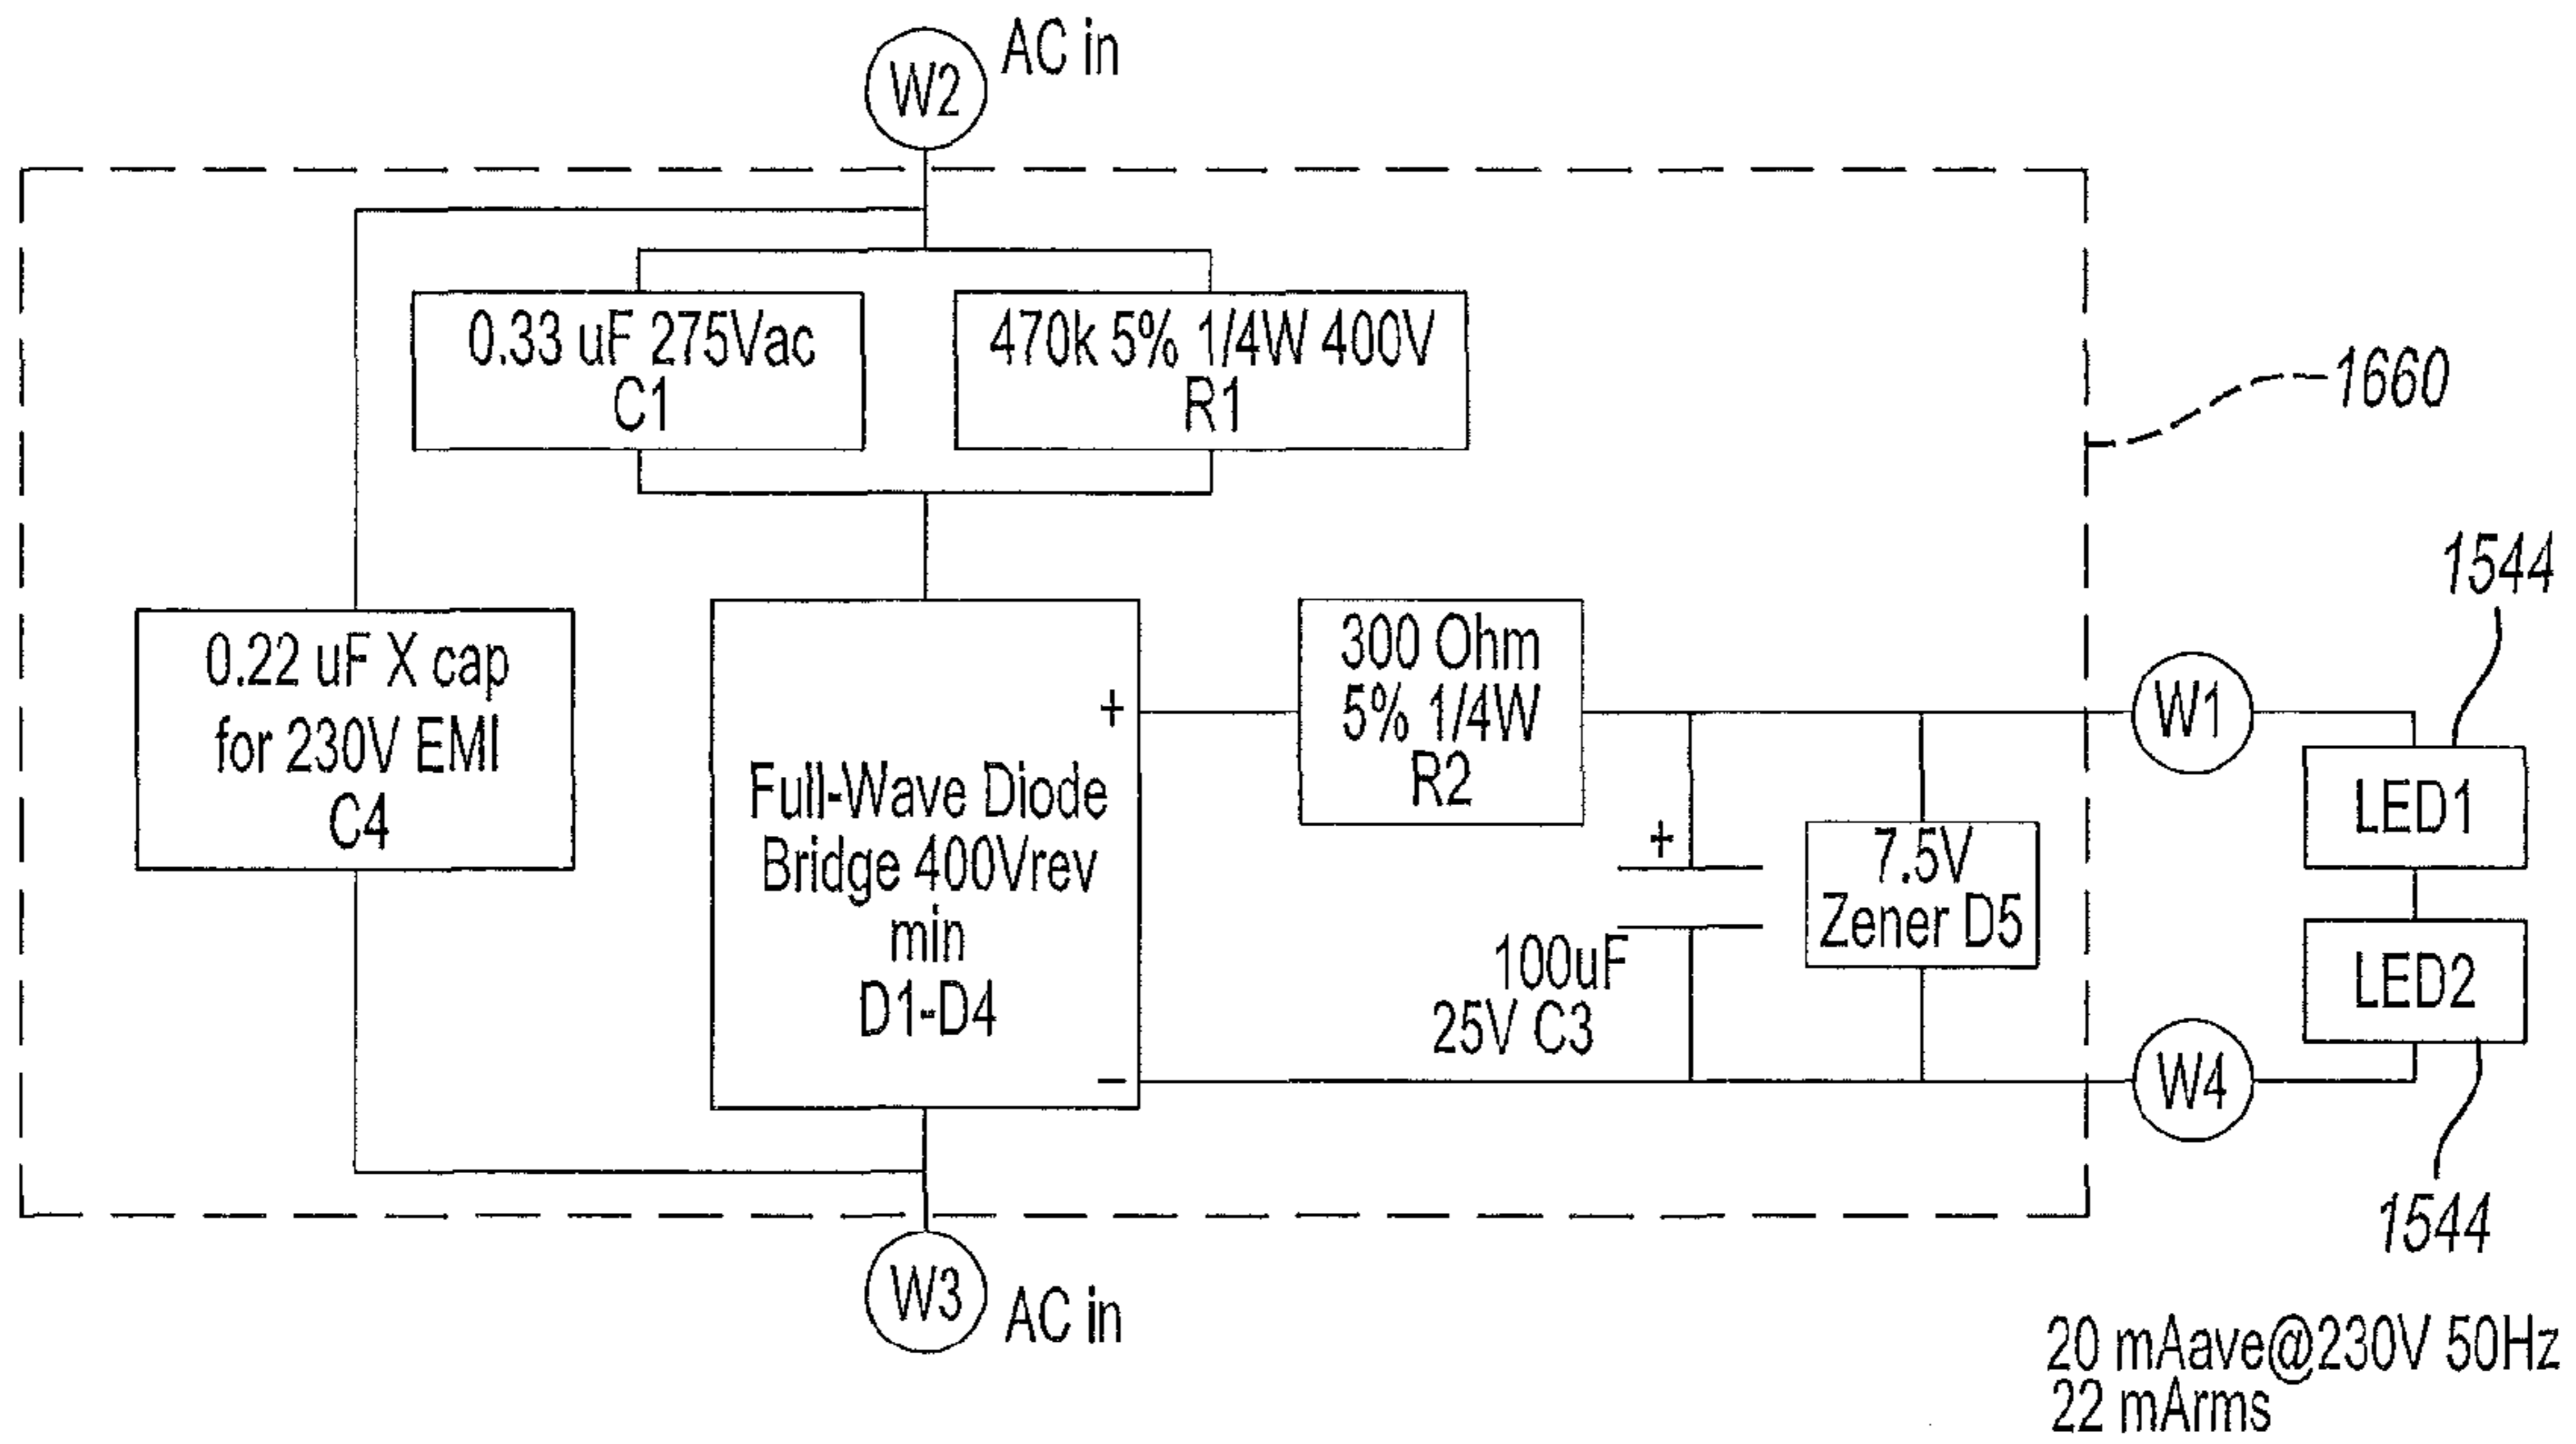 W2
AC in
0.33 uF 275Vac
C1
470k 5% 1/4W 400V
R1
1660
1544
0.22 uF X cap
for 230V EMI
C4
Full-Wave Diode
Bridge 400Vrev
min
D1-D4
+
−
300 Ohm
5% 1/4W
R2
+
100uF
25V C3
7.5V
Zener D5
W1
LED1
LED2
W4
1544
W3
AC in
20 mAave@230V 50Hz
22 mArms